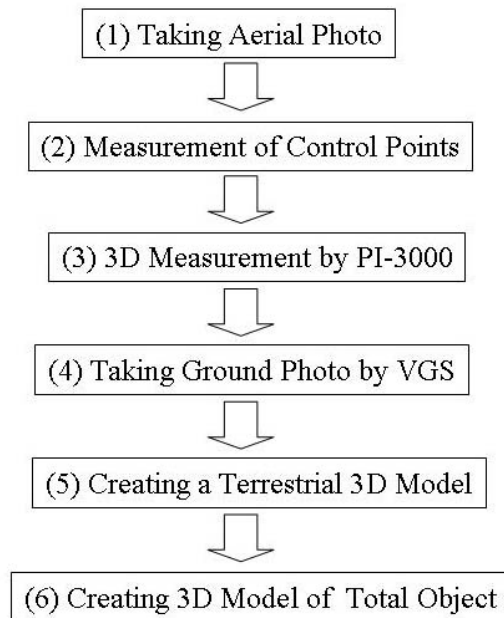 (1) Taking Aerial Photo
(2) Measurement of Control Points
(3) 3D Measurement by PI-3000
(4) Taking Ground Photo by VGS
(5) Creating a Terrestrial 3D Model
(6) Creating 3D Model of Total Object